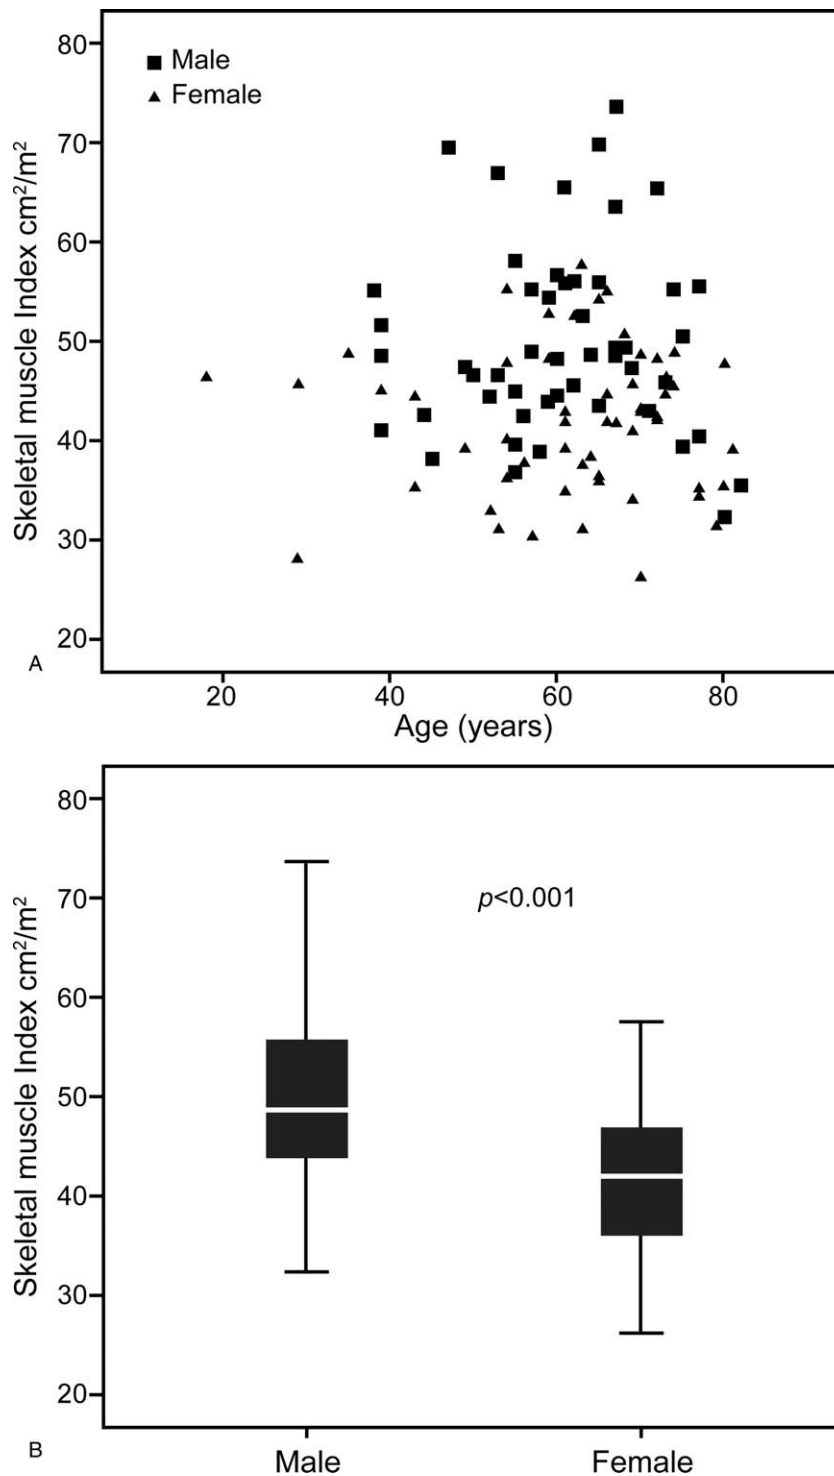 80
Male
Female
70
60
50
40
30
20
Skeletal muscle Index cm²/m²
A
20 40 60 80
Age (years)
80
p<0.001
70
60
50
40
30
20
Skeletal muscle Index cm²/m²
B
Male Female